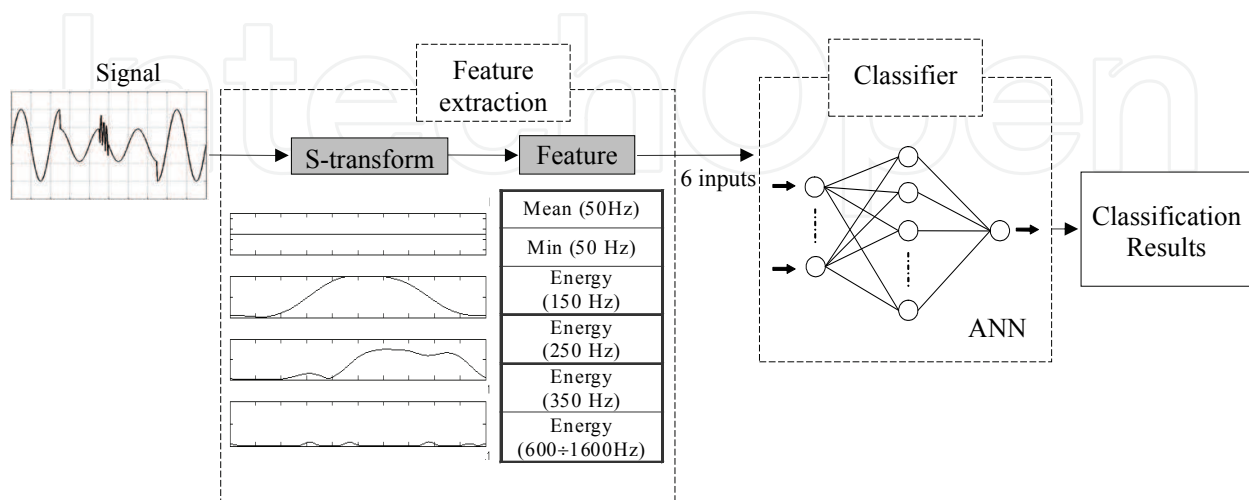 IntechOpen
Signal
Feature
extraction
Classifier
S-transform
Feature
6 inputs
Mean (50Hz)
Min (50 Hz)
Energy
(150 Hz)
Energy
(250 Hz)
Energy
(350 Hz)
Energy
(600÷1600Hz)
ANN
Classification
Results